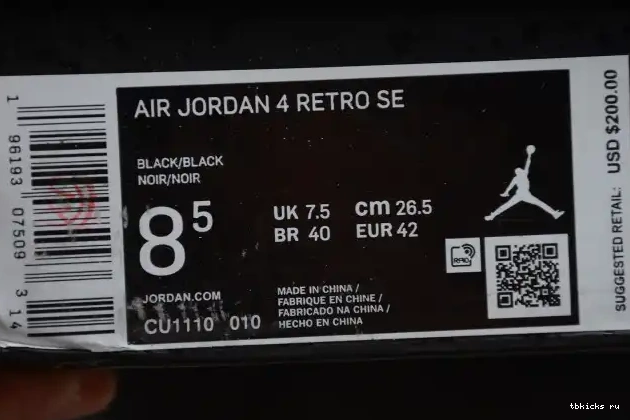 AIR JORDAN 4 RETRO SE
BLACK/BLACK
NOIR/NOIR
8 5
UK 7.5 cm 26.5
BR 40 EUR 42
RFID
JORDAN.COM
CU1110 010
MADE IN CHINA /
FABRIQUE EN CHINE /
FABRICADO NA CHINA /
HECHO EN CHINA
1 96193 07509 3 14
SUGGESTED RETAIL: USD $200.00
tbkicks ru